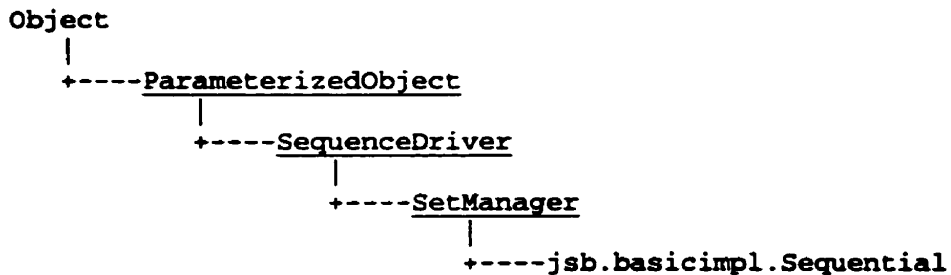 Object
|
+----ParameterizedObject
|
+----SequenceDriver
|
+----SetManager
|
+----jsb.basicimpl.Sequential